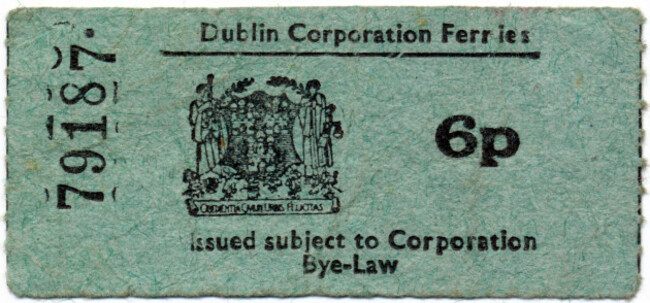 Dublin Corporation Ferries
79187.
6p
OBEDIENTIA CIVIUM URBIS FELICITAS
Issued subject to Corporation
Bye-Law